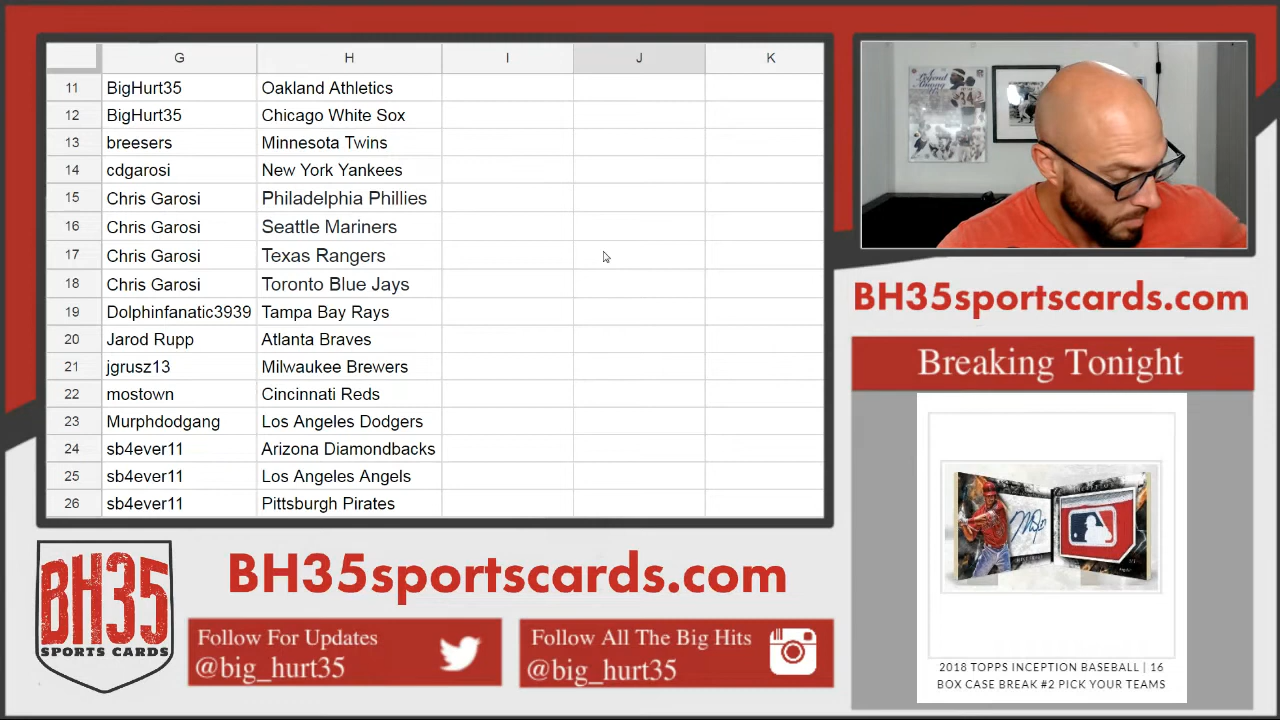 G H I J K
11 BigHurt35 Oakland Athletics
12 BigHurt35 Chicago White Sox
13 breesers Minnesota Twins
14 cdgarosi New York Yankees
15 Chris Garosi Philadelphia Phillies
16 Chris Garosi Seattle Mariners
17 Chris Garosi Texas Rangers
18 Chris Garosi Toronto Blue Jays
19 Dolphinfanatic3939 Tampa Bay Rays
20 Jarod Rupp Atlanta Braves
21 jgrusz13 Milwaukee Brewers
22 mostown Cincinnati Reds
23 Murphdodgang Los Angeles Dodgers
24 sb4ever11 Arizona Diamondbacks
25 sb4ever11 Los Angeles Angels
26 sb4ever11 Pittsburgh Pirates
34
BH35sportscards.com
Breaking Tonight
2018 TOPPS INCEPTION BASEBALL | 16
BOX CASE BREAK #2 PICK YOUR TEAMS
BH35
SPORTS CARDS
BH35sportscards.com
Follow For Updates
@big_hurt35
Follow All The Big Hits
@big_hurt35